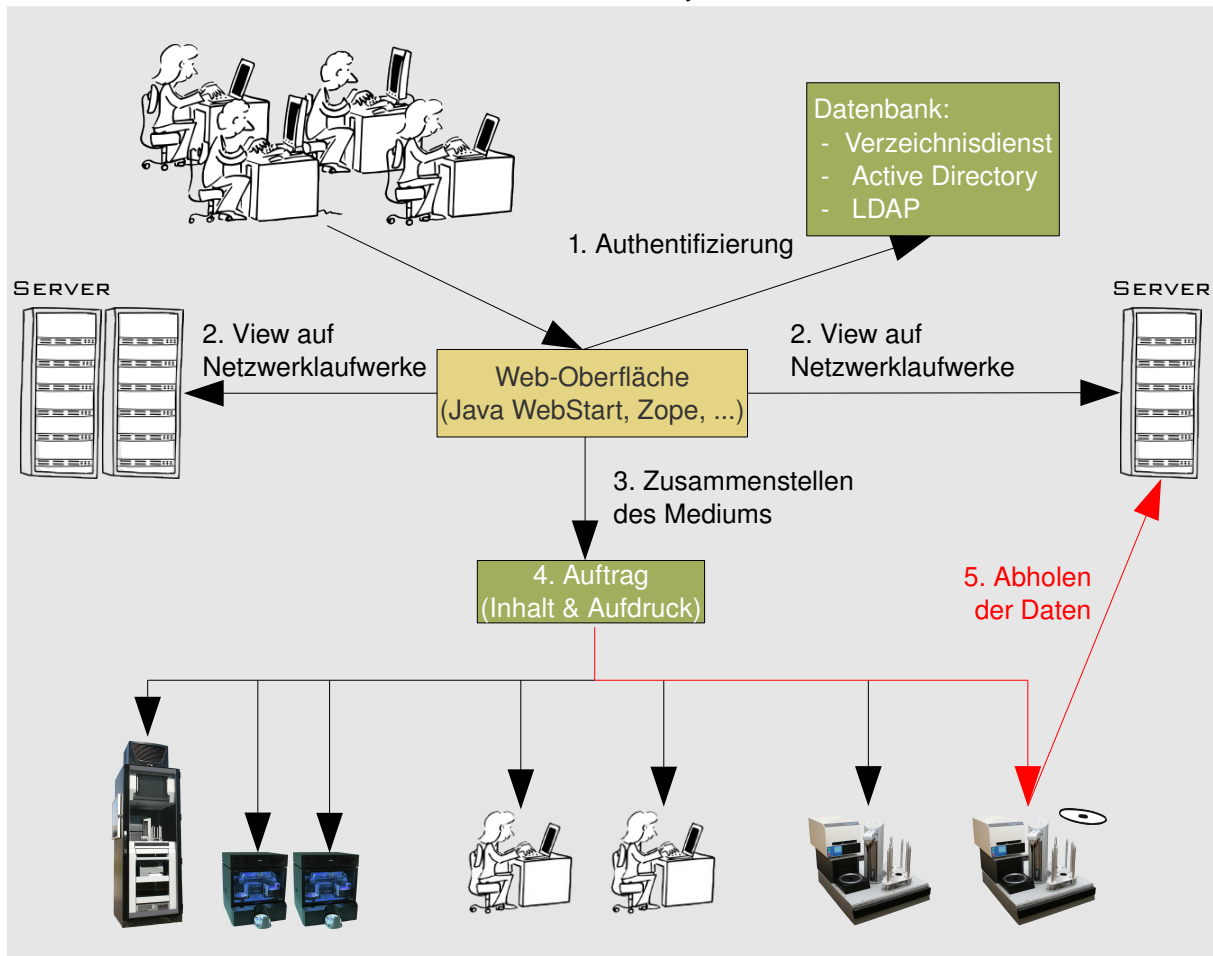 Datenbank:
- Verzeichnisdienst
- Active Directory
- LDAP
1. Authentifizierung
SERVER
SERVER
2. View auf
Netzwerklaufwerke
2. View auf
Netzwerklaufwerke
Web-Oberfläche
(Java WebStart, Zope, ...)
3. Zusammenstellen
des Mediums
4. Auftrag
(Inhalt & Aufdruck)
5. Abholen
der Daten